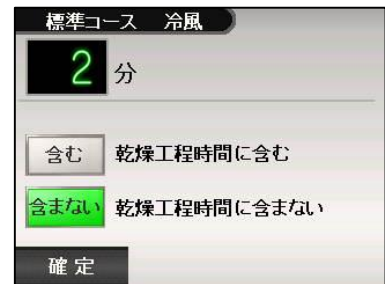 標準コース 冷風
2 分
含む 乾燥工程時間に含む
含まない 乾燥工程時間に含まない
確定